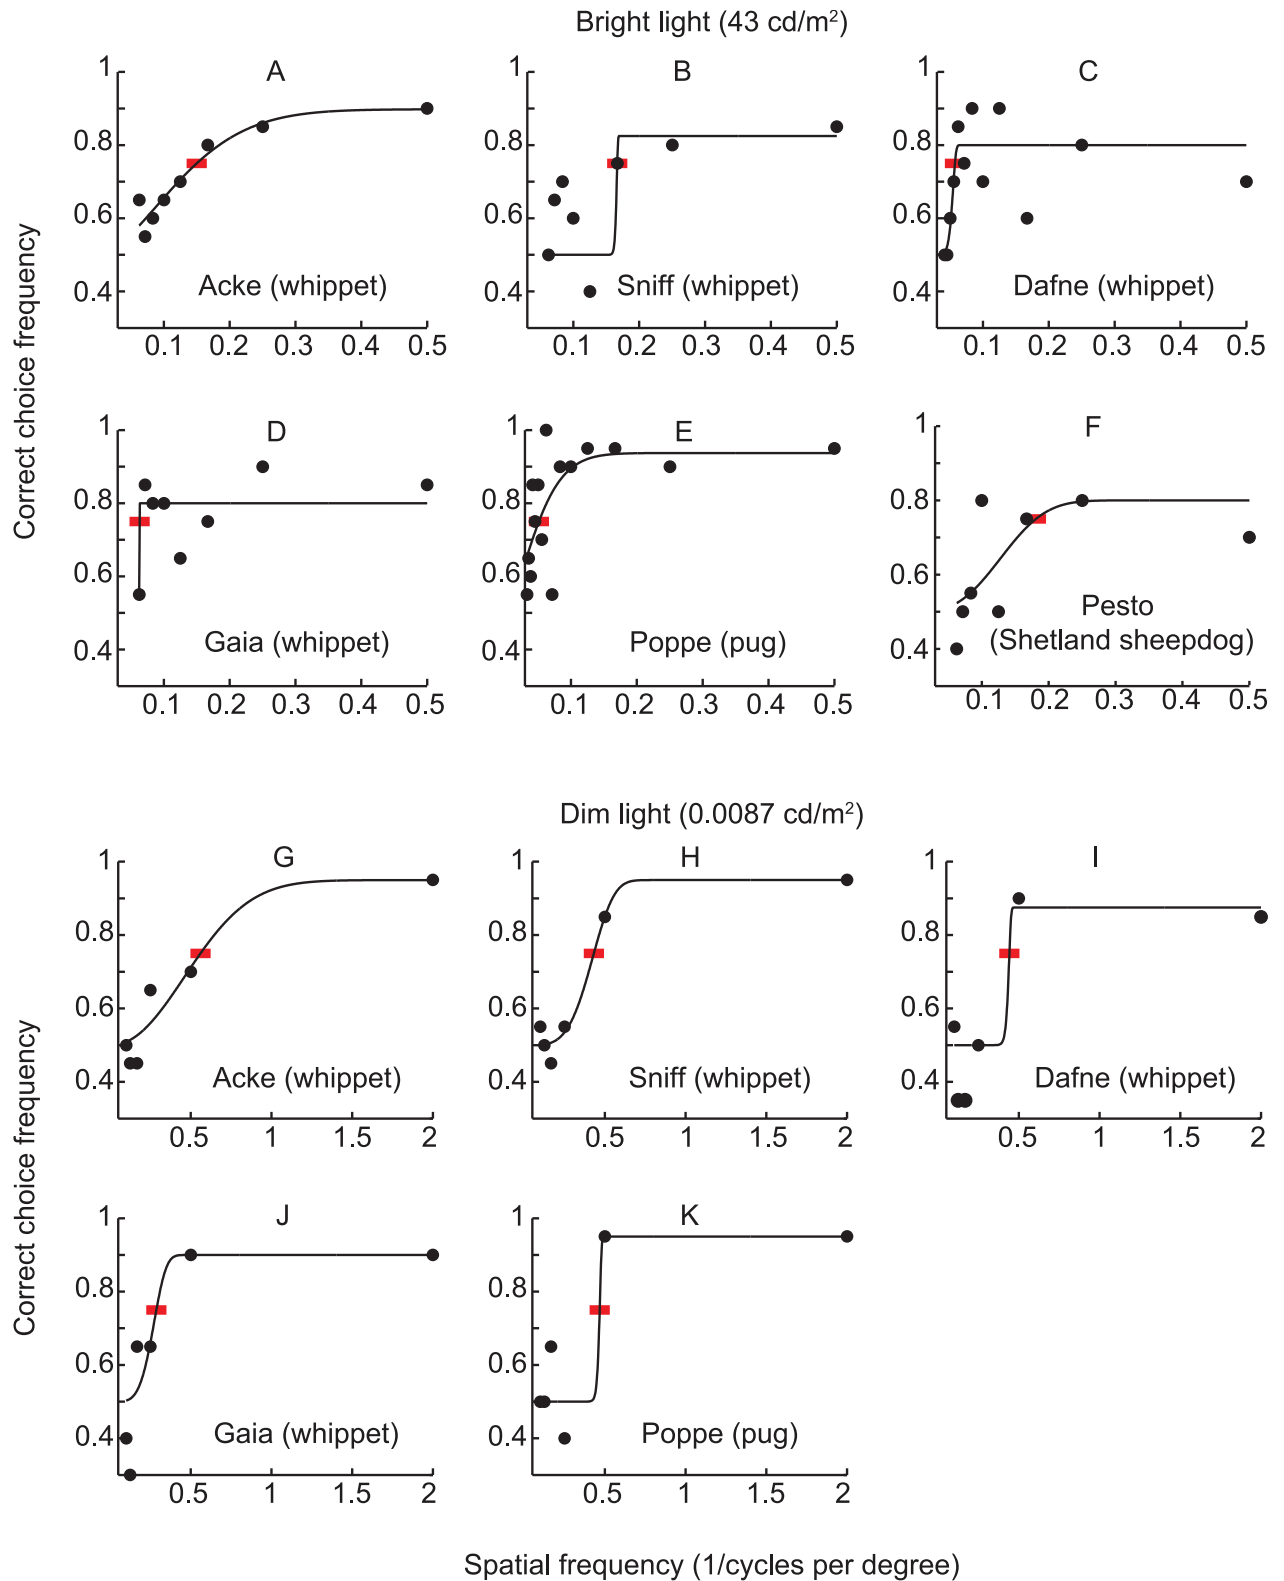 Bright light (43 cd/m²)
A
B
C
1
0.8
0.6
0.4
Acke (whippet)
0.1 0.2 0.3 0.4 0.5
1
0.8
0.6
0.4
Sniff (whippet)
0.1 0.2 0.3 0.4 0.5
1
0.8
0.6
0.4
Dafne (whippet)
0.1 0.2 0.3 0.4 0.5
Correct choice frequency
D
E
F
1
0.8
0.6
0.4
Gaia (whippet)
0.1 0.2 0.3 0.4 0.5
1
0.8
0.6
0.4
Poppe (pug)
0.1 0.2 0.3 0.4 0.5
1
0.8
0.6
0.4
Pesto
(Shetland sheepdog)
0.1 0.2 0.3 0.4 0.5
Dim light (0.0087 cd/m²)
G
H
I
1
0.8
0.6
0.4
Acke (whippet)
0.5 1 1.5 2
1
0.8
0.6
0.4
Sniff (whippet)
0.5 1 1.5 2
1
0.8
0.6
0.4
Dafne (whippet)
0.5 1 1.5 2
Correct choice frequency
J
K
1
0.8
0.6
0.4
Gaia (whippet)
0.5 1 1.5 2
1
0.8
0.6
0.4
Poppe (pug)
0.5 1 1.5 2
Spatial frequency (1/cycles per degree)